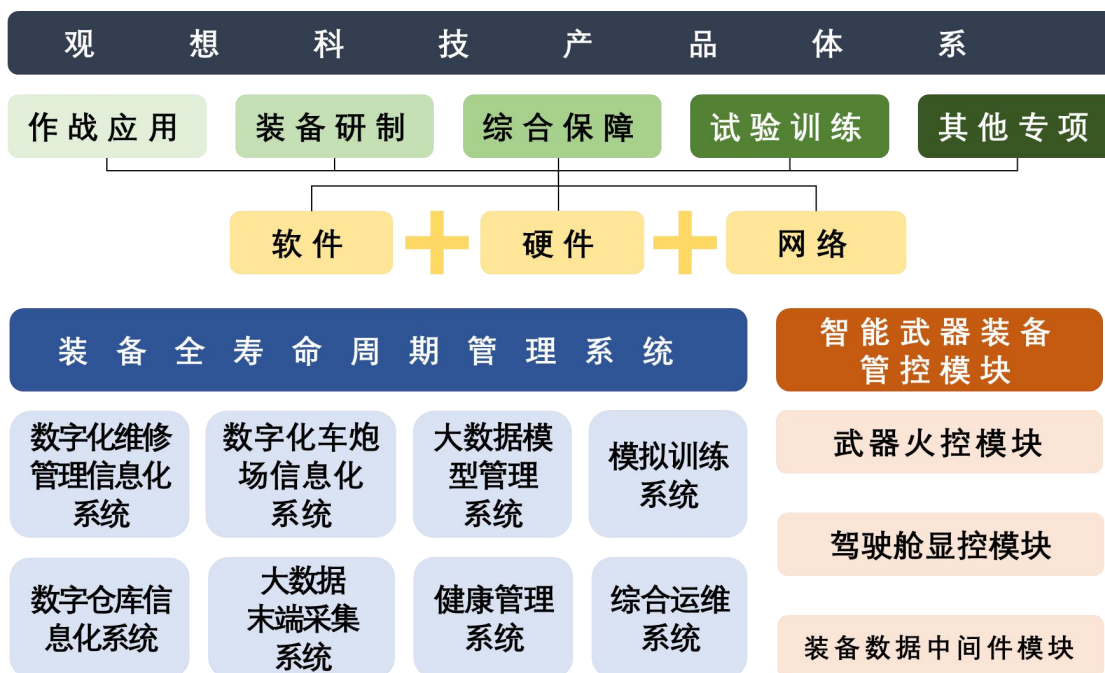 观想科技产品体系
作战应用
装备研制
综合保障
试验训练
其他专项
软件
硬件
网络
装备全寿命周期管理系统
数字化维修
管理信息化
系统
数字化车炮
场信息化
系统
大数据模
型管理
系统
模拟训练
系统
数字仓库信
息化系统
大数据
末端采集
系统
健康管理
系统
综合运维
系统
智能武器装备
管控模块
武器火控模块
驾驶舱显控模块
装备数据中间件模块